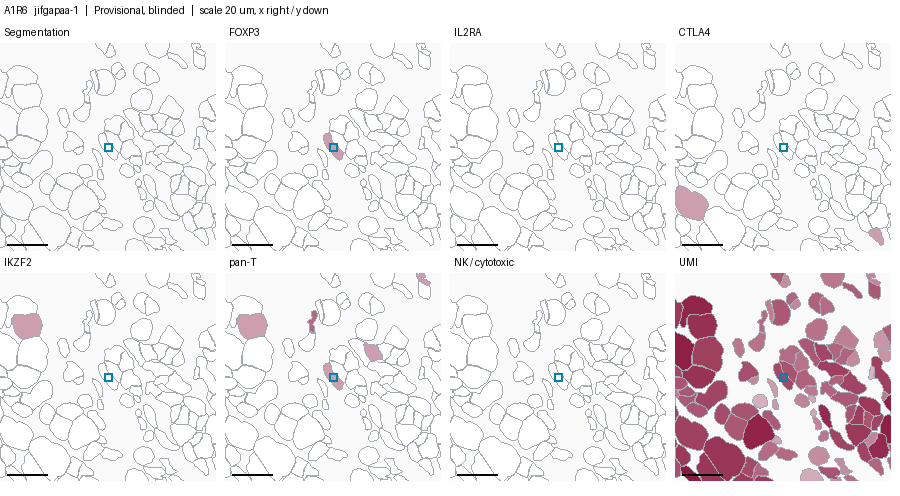 A1R6 jifgapaa-1 | Provisional, blinded | scale 20 um, x right / y down
Segmentation FOXP3 IL2RA CTLA4
IKZF2 pan-T NK / cytotoxic UMI